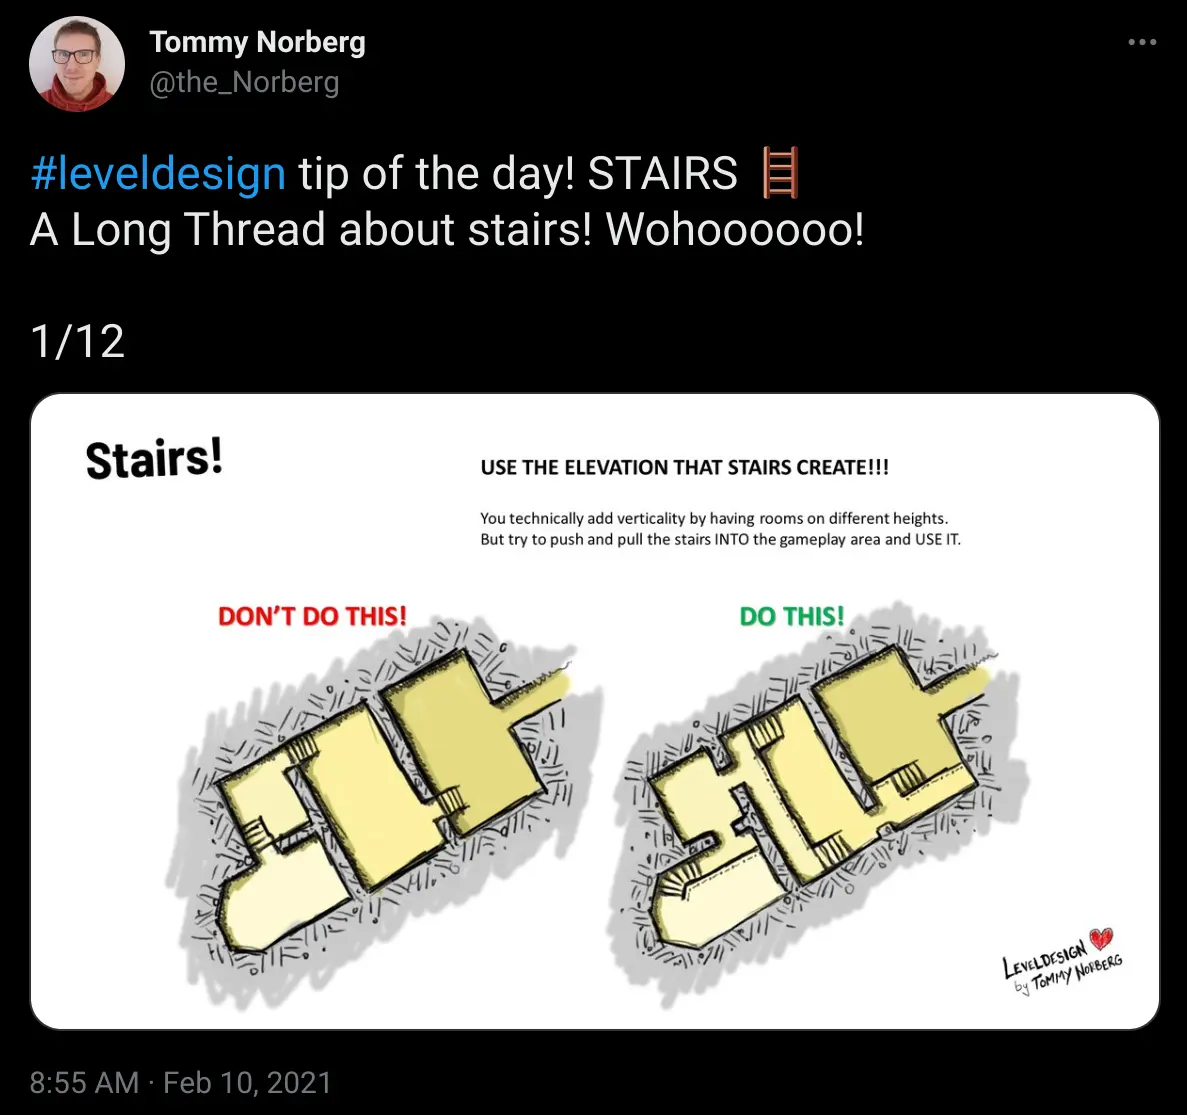 Tommy Norberg
@the_Norberg
#leveldesign tip of the day! STAIRS 🪜
A Long Thread about stairs! Wohoooooo!
1/12
Stairs!
USE THE ELEVATION THAT STAIRS CREATE!!!
You technically add verticality by having rooms on different heights.
But try to push and pull the stairs INTO the gameplay area and USE IT.
DON'T DO THIS!
DO THIS!
LEVELDESIGN
by TOMMY NORBERG
8:55 AM · Feb 10, 2021